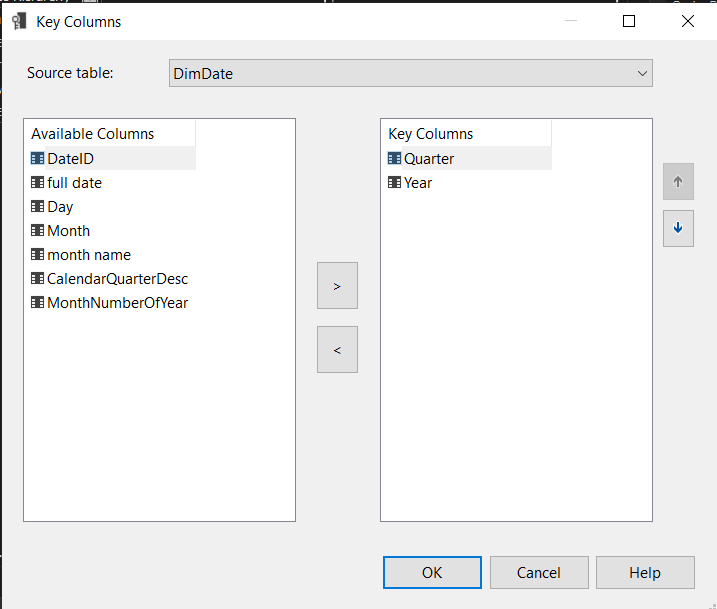 Key Columns
Source table:
DimDate
Available Columns
DateID
full date
Day
Month
month name
CalendarQuarterDesc
MonthNumberOfYear
>
<
Key Columns
Quarter
Year
OK
Cancel
Help